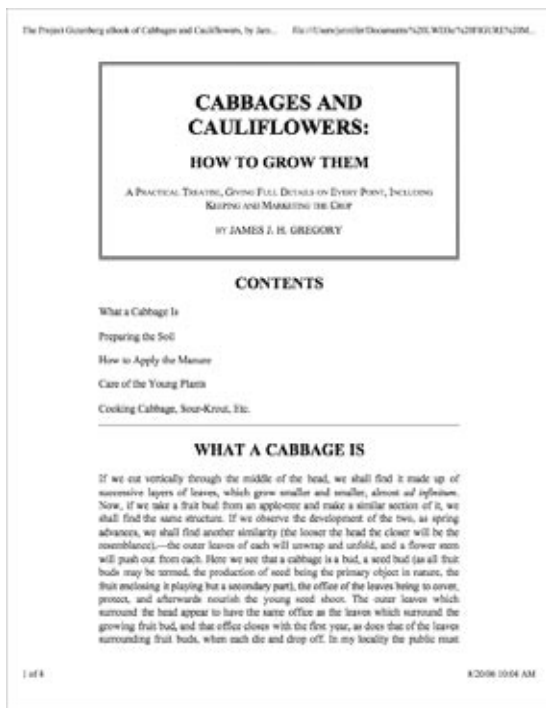 The Project Gutenberg eBook of Cabbages and Cauliflowers, by Jam...
CABBAGES AND
CAULIFLOWERS:
HOW TO GROW THEM
A Practical Treatise, Giving Full Details on Every Point, Including
Keeping and Marketing the Crop
BY JAMES J. H. GREGORY
CONTENTS
What a Cabbage Is
Preparing the Soil
How to Apply the Manure
Care of the Young Plants
Cooking Cabbage, Sour-Krout, Etc.
WHAT A CABBAGE IS
If we cut vertically through the middle of the head, we shall find it made up of
successive layers of leaves, which grow smaller and smaller, almost ad infinitum.
Now, if we take a fruit bud from an apple-tree and make a similar section of it, we
shall find the same structure. If we observe the development of the two, as spring
advances, we shall find another similarity (the looser the head the closer will be the
resemblance),—the outer leaves of each will unwrap and unfold, and a flower stem
will push out from each. Here we see that a cabbage is a bud, a seed bud (as all fruit
buds may be termed, the production of seed being the primary object in nature, the
fruit enclosing it playing but a secondary part), the office of the leaves being to cover,
protect, and afterwards nourish the young seed shoot. The outer leaves which
surround the head appear to have the same office as the leaves which surround the
growing fruit bud, and that office closes with the first year, as does that of the leaves
surrounding fruit buds, when each die and drop off. In my locality the public must
1 of 4
8/20/06 10:04 AM